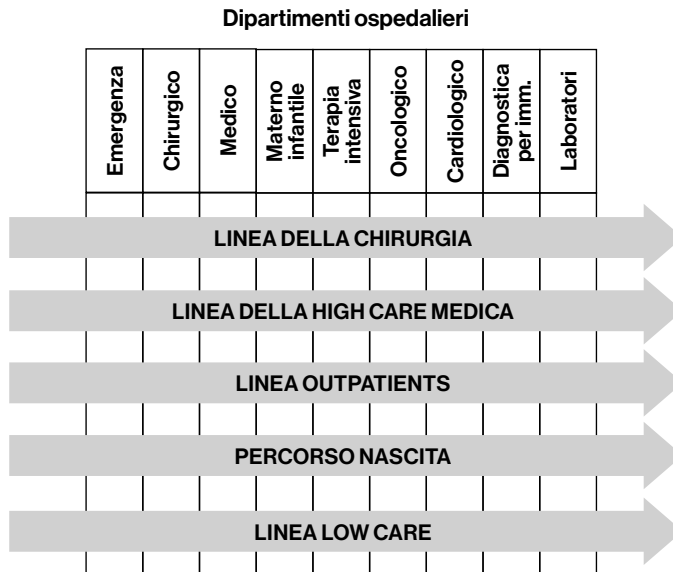 Dipartimenti ospedalieri
Emergenza
Chirurgico
Medico
Materno
infantile
Terapia
intensiva
Oncologico
Cardiologico
Diagnostica
per imm.
Laboratori
LINEA DELLA CHIRURGIA
LINEA DELLA HIGH CARE MEDICA
LINEA OUTPATIENTS
PERCORSO NASCITA
LINEA LOW CARE